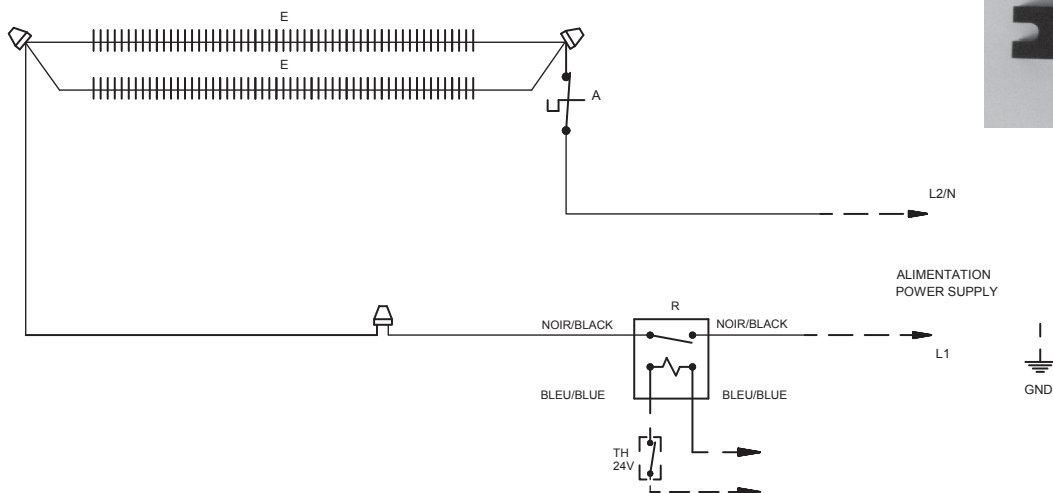 E
E
A
L2/N
ALIMENTATION
POWER SUPPLY
R
NOIR/BLACK
NOIR/BLACK
L1
GND
BLEU/BLUE
BLEU/BLUE
TH
24V